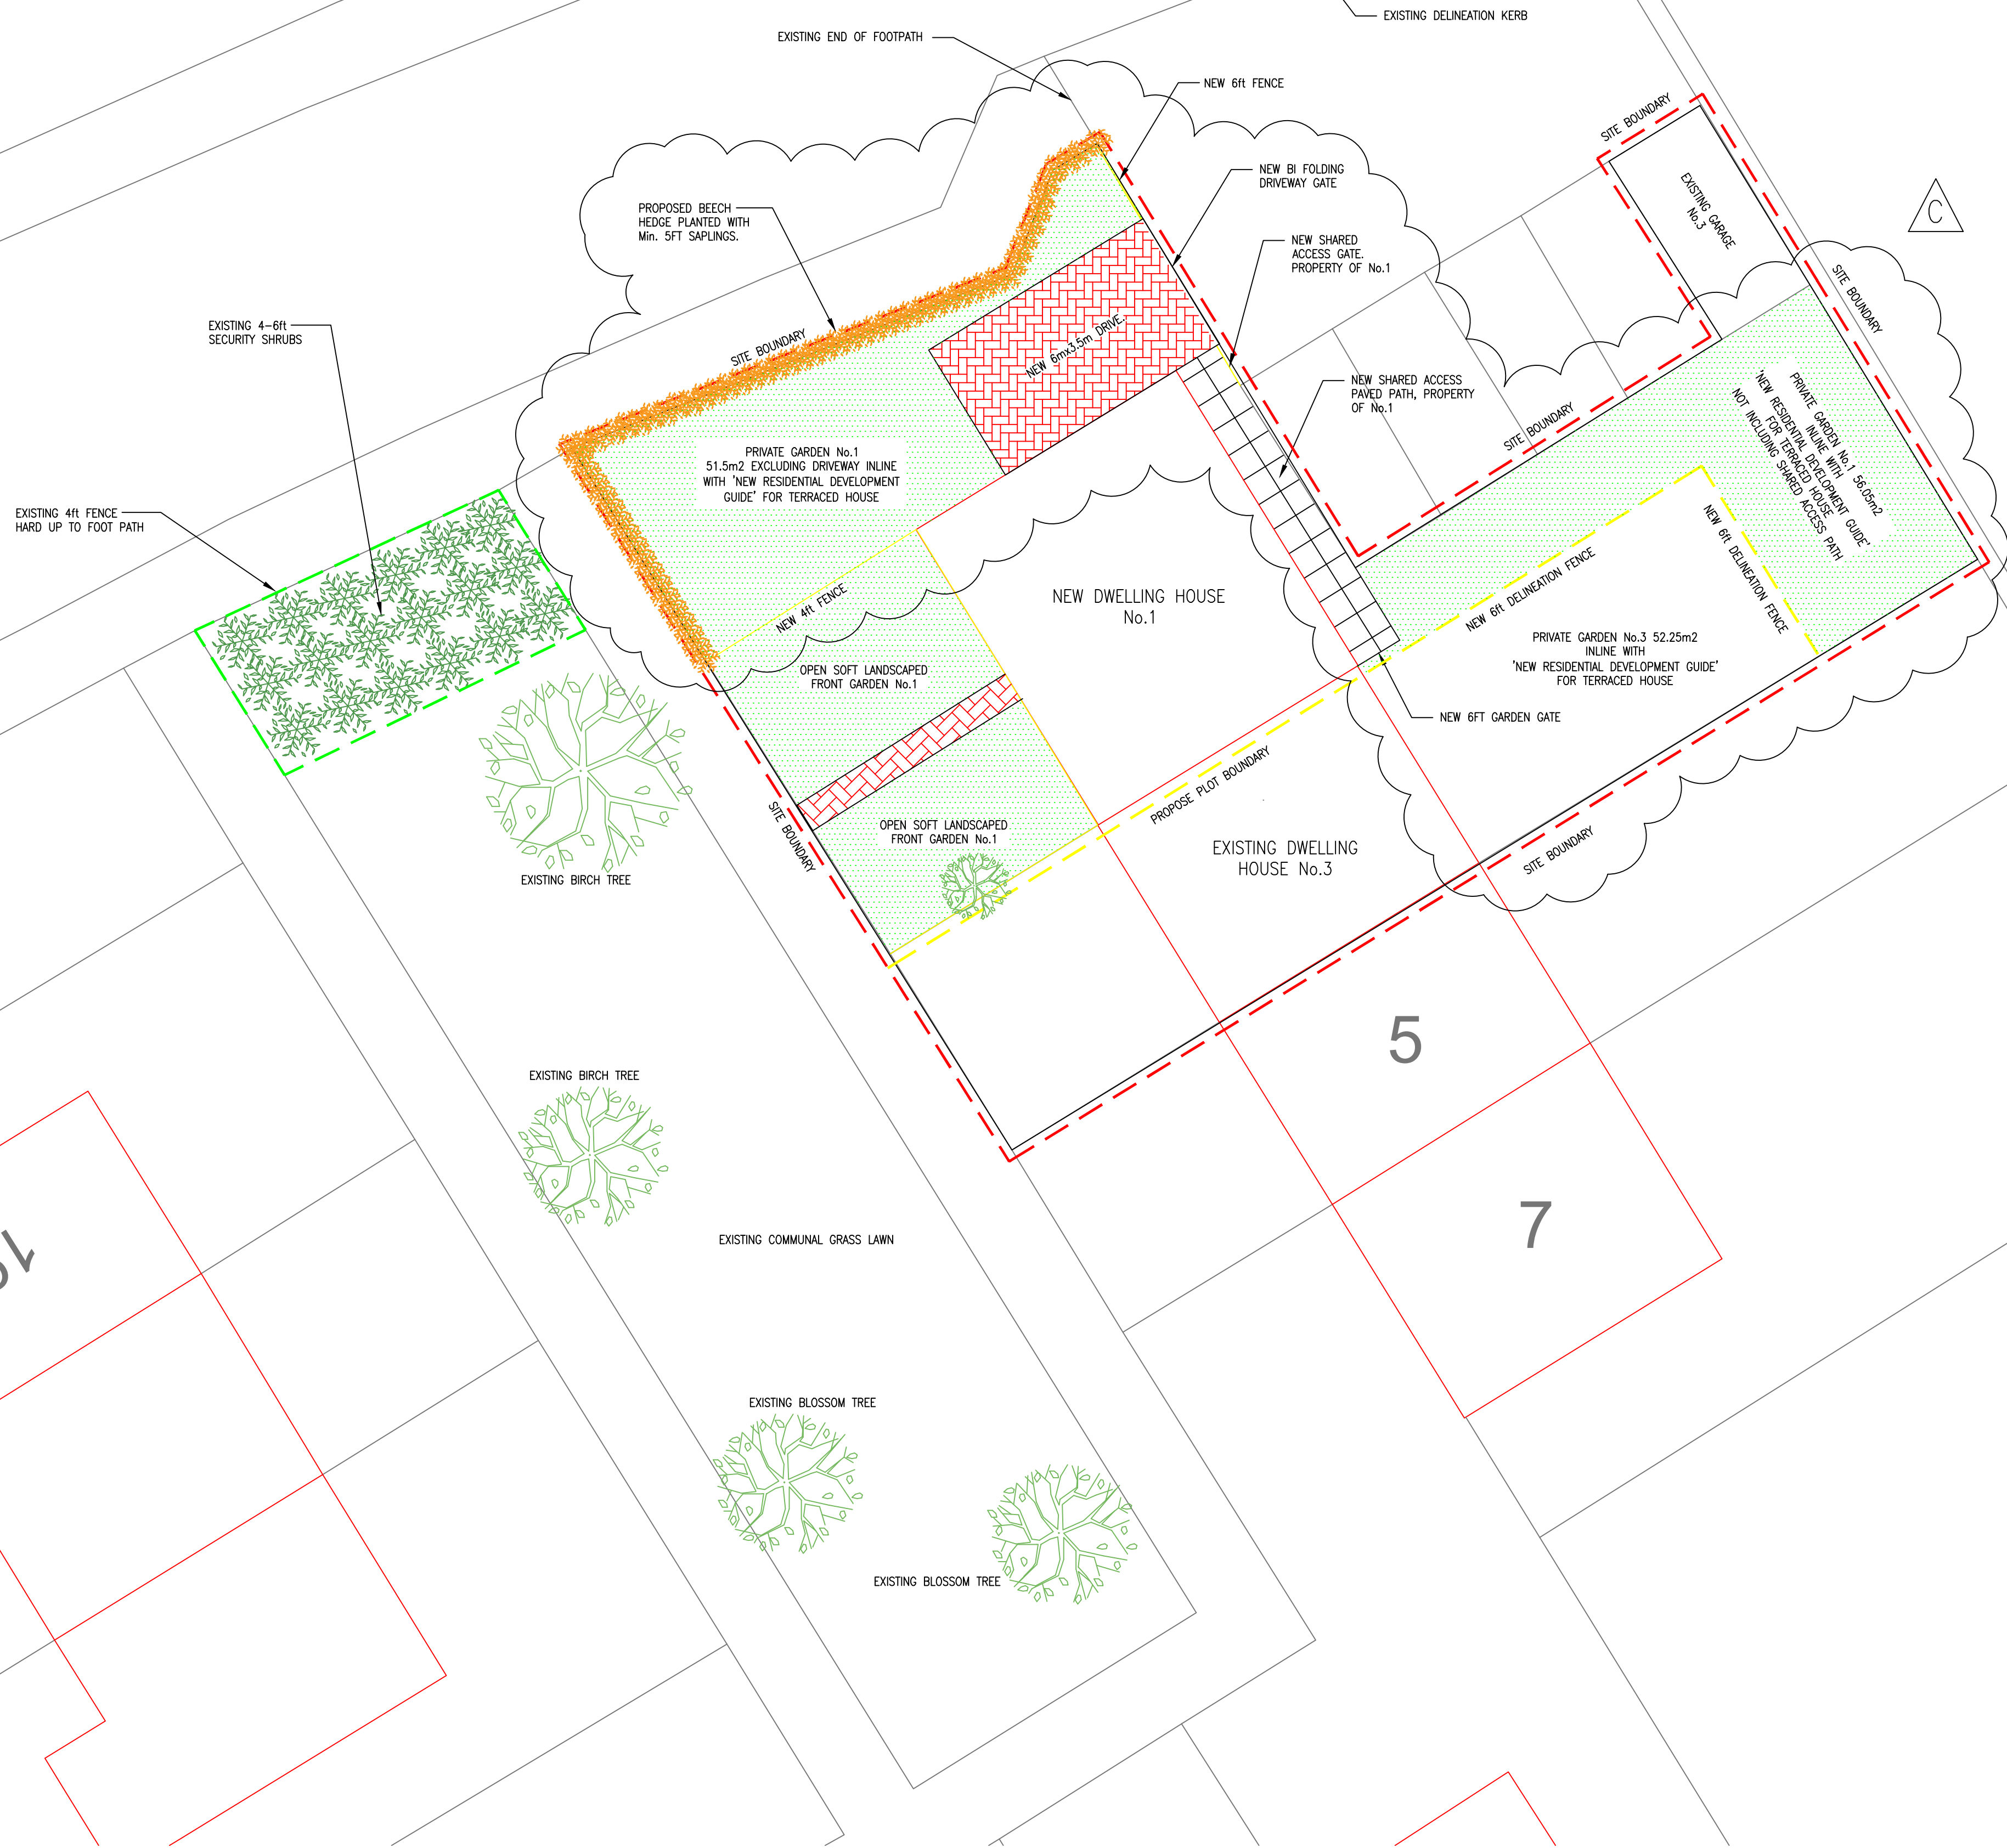 EXISTING DELINEATION KERB
EXISTING END OF FOOTPATH
NEW 6ft FENCE
SITE BOUNDARY
NEW BI FOLDING
DRIVEWAY GATE
EXISTING GARAGE
No.3
C
PROPOSED BEECH
HEDGE PLANTED WITH
Min. 5FT SAPLINGS.
NEW SHARED
ACCESS GATE.
PROPERTY OF No.1
SITE BOUNDARY
EXISTING 4-6ft
SECURITY SHRUBS
SITE BOUNDARY
NEW 6mx3.5m DRIVE.
NEW SHARED ACCESS
PAVED PATH, PROPERTY
OF No.1
SITE BOUNDARY
PRIVATE GARDEN No.1 56.05m2
INLINE WITH
'NEW RESIDENTIAL DEVELOPMENT GUIDE'
FOR TERRACED HOUSE
NOT INCLUDING SHARED ACCESS PATH
PRIVATE GARDEN No.1
51.5m2 EXCLUDING DRIVEWAY INLINE
WITH 'NEW RESIDENTIAL DEVELOPMENT
GUIDE' FOR TERRACED HOUSE
EXISTING 4ft FENCE
HARD UP TO FOOT PATH
NEW 6ft DELINEATION FENCE
NEW 4ft FENCE
NEW DWELLING HOUSE
No.1
NEW 6ft DELINEATION FENCE
PRIVATE GARDEN No.3 52.25m2
INLINE WITH
'NEW RESIDENTIAL DEVELOPMENT GUIDE'
FOR TERRACED HOUSE
OPEN SOFT LANDSCAPED
FRONT GARDEN No.1
NEW 6FT GARDEN GATE
PROPOSE PLOT BOUNDARY
SITE BOUNDARY
OPEN SOFT LANDSCAPED
FRONT GARDEN No.1
EXISTING DWELLING
HOUSE No.3
SITE BOUNDARY
EXISTING BIRCH TREE
5
EXISTING BIRCH TREE
7
EXISTING COMMUNAL GRASS LAWN
EXISTING BLOSSOM TREE
EXISTING BLOSSOM TREE